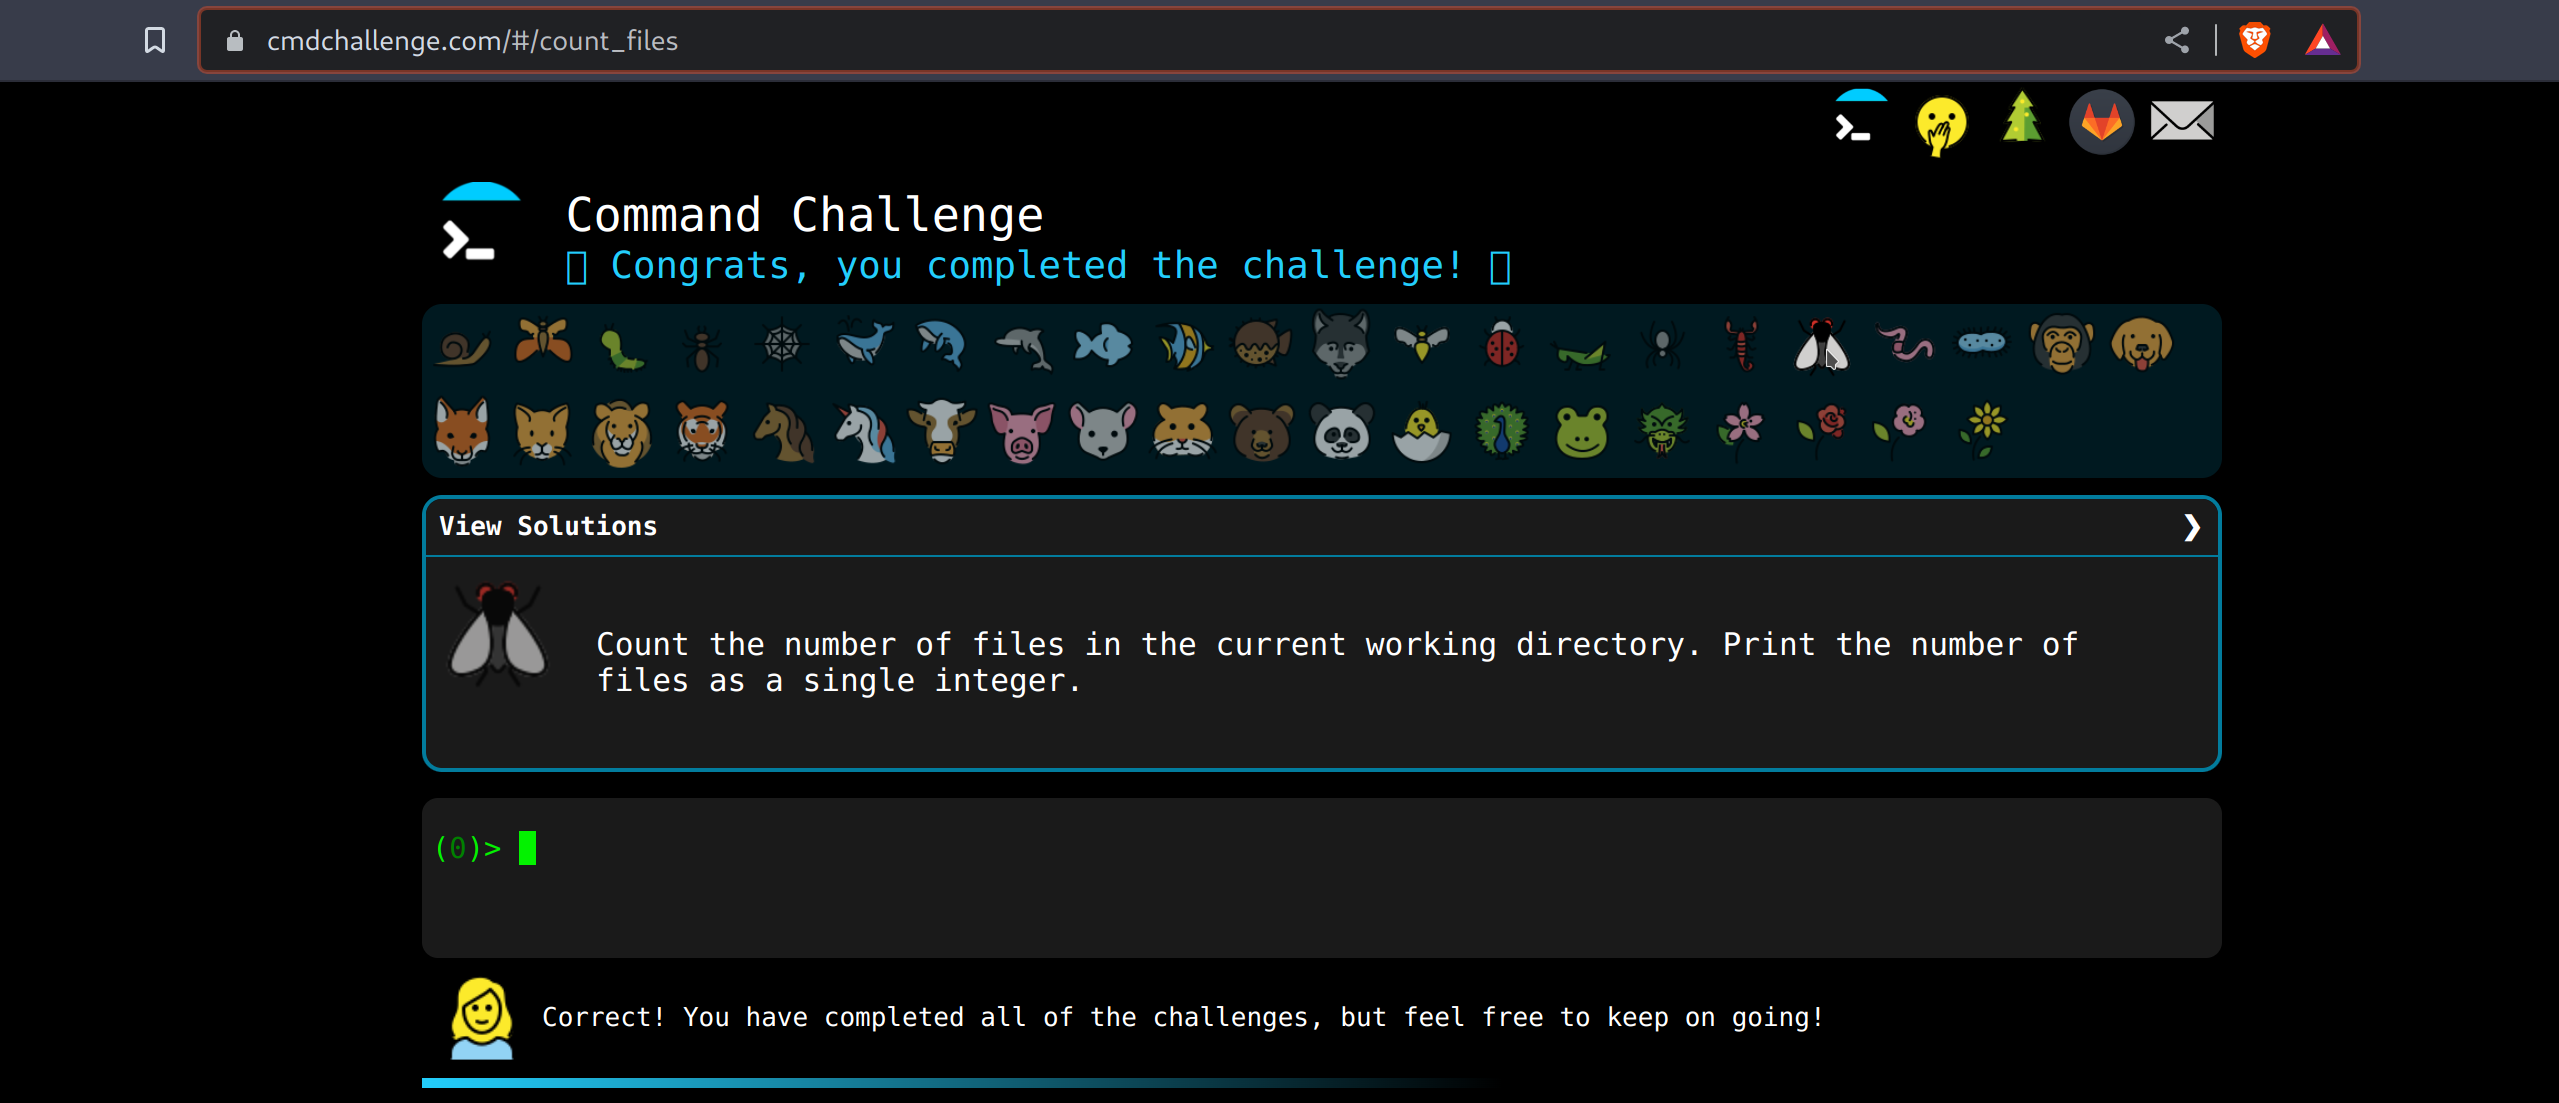 cmdchallenge.com/#/count_files
Command Challenge
Congrats, you completed the challenge!
View Solutions
Count the number of files in the current working directory. Print the number of
files as a single integer.
(0)>
Correct! You have completed all of the challenges, but feel free to keep on going!